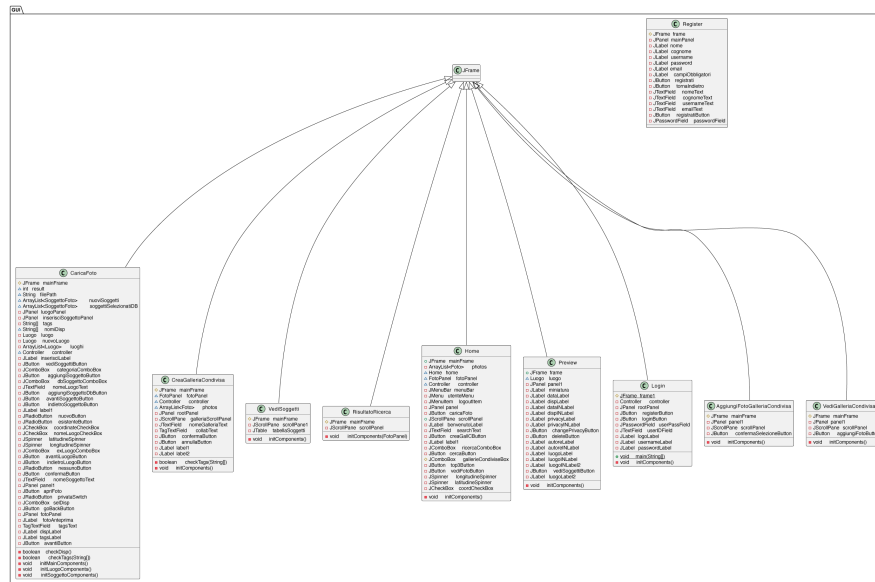 GUI
C Register
JFrame frame
JPanel mainPanel
JLabel nome
JLabel cognome
JLabel username
JLabel password
JLabel email
JLabel campiObbligatori
JButton registrati
JButton tornaIndietro
JTextField nomeText
JTextField cognomeText
JTextField usernameText
JTextField emailText
JButton registratiButton
JPasswordField passwordField
C JFrame
C CaricaFoto
JFrame mainFrame
int result
String filePath
ArrayList<SoggettoFoto> nuoviSoggetti
ArrayList<SoggettoFoto> soggettiSelezionatiDB
JPanel luogoPanel
JPanel inserisciSoggettoPanel
String[] tags
String[] nomiDisp
Luogo luogo
Luogo nuovoLuogo
ArrayList<Luogo> luoghi
Controller controller
JLabel inserisciLabel
JButton vediSoggettiButton
JComboBox categoriaComboBox
JButton aggiungiSoggettoButton
JComboBox dbSoggettoComboBox
JTextField nomeLuogoText
JButton aggiungiSoggettoDbButton
JButton avantiSoggettoButton
JButton indietroSoggettoButton
JLabel label1
JRadioButton nuovoButton
JRadioButton esistenteButton
JCheckBox coordinateCheckBox
JCheckBox nomeLuogoCheckBox
JSpinner latitudineSpinner
JSpinner longitudineSpinner
JComboBox exLuogoComboBox
JButton avantiLuogoButton
JButton indietroLuogoButton
JRadioButton nessunoButton
JButton confermaButton
JTextField nomeSoggettoText
JPanel panel1
JButton apriFoto
JRadioButton privataSwitch
JComboBox selDisp
JButton goBackButton
JPanel fotoPanel
JLabel fotoAnteprima
TagTextField tagsText
JLabel dispLabel
JLabel tagsLabel
JButton avantiButton
boolean checkDisp()
boolean checkTags(String[])
void initMainComponents()
void initLuogoComponents()
void initSoggettoComponents()
C CreaGalleriaCondivisa
JFrame mainFrame
FotoPanel fotoPanel
Controller controller
ArrayList<Foto> photos
JPanel rootPanel
JScrollPane galleriaScrollPanel
JTextField nomeGalleriaText
TagTextField collabText
JButton confermaButton
JButton annullaButton
JLabel label1
JLabel label2
boolean checkTags(String[])
void initComponents()
C VediSoggetti
JFrame mainFrame
JScrollPane scrollPane1
JTable tabellaSoggetti
void initComponents()
C RisultatoRicerca
JFrame mainFrame
JScrollPane scrollPanel
void initComponents(FotoPanel)
C Home
JFrame mainFrame
ArrayList<Foto> photos
Home home
FotoPanel fotoPanel
Controller controller
JMenuBar menuBar
JMenu utenteMenu
JMenuItem logoutItem
JPanel panel
JButton caricaFoto
JScrollPane scrollPanel
JLabel benvenutoLabel
JTextField searchText
JButton creaGallCButton
JComboBox ricercaComboBox
JButton cercaButton
JComboBox gallerieCondiviseBox
JButton top3Button
JButton vediFotoButton
JSpinner longitudineSpinner
JSpinner latitudineSpinner
JCheckBox coordCheckBox
void initComponents()
C Preview
JFrame frame
Luogo luogo
JPanel panel1
JLabel miniatura
JLabel dataLabel
JLabel dispLabel
JLabel dataINLabel
JLabel dispINLabel
JLabel privacyLabel
JLabel privacyINLabel
JButton changePrivacyButton
JButton deleteButton
JLabel autoreLabel
JLabel autoreINLabel
JLabel luogoLabel
JLabel luogoINLabel
JLabel luogoINLabel2
JButton vediSoggettiButton
JLabel luogoLabel2
void initComponents()
C Login
JFrame frame1
Controller controller
JPanel rootPanel
JButton registerButton
JButton loginButton
JPasswordField userPassField
JTextField userIDField
JLabel logoLabel
JLabel usernameLabel
JLabel passwordLabel
void main(String[])
void initComponents()
C AggiungiFotoGalleriaCondivisa
JFrame mainFrame
JPanel panel1
JScrollPane scrollPanel
JButton confermaSelezioneButton
void initComponents()
C VediGalleriaCondivisa
JFrame mainFrame
JPanel panel1
JScrollPane scrollPanel
JButton aggiungiFotoButton
void initComponents()